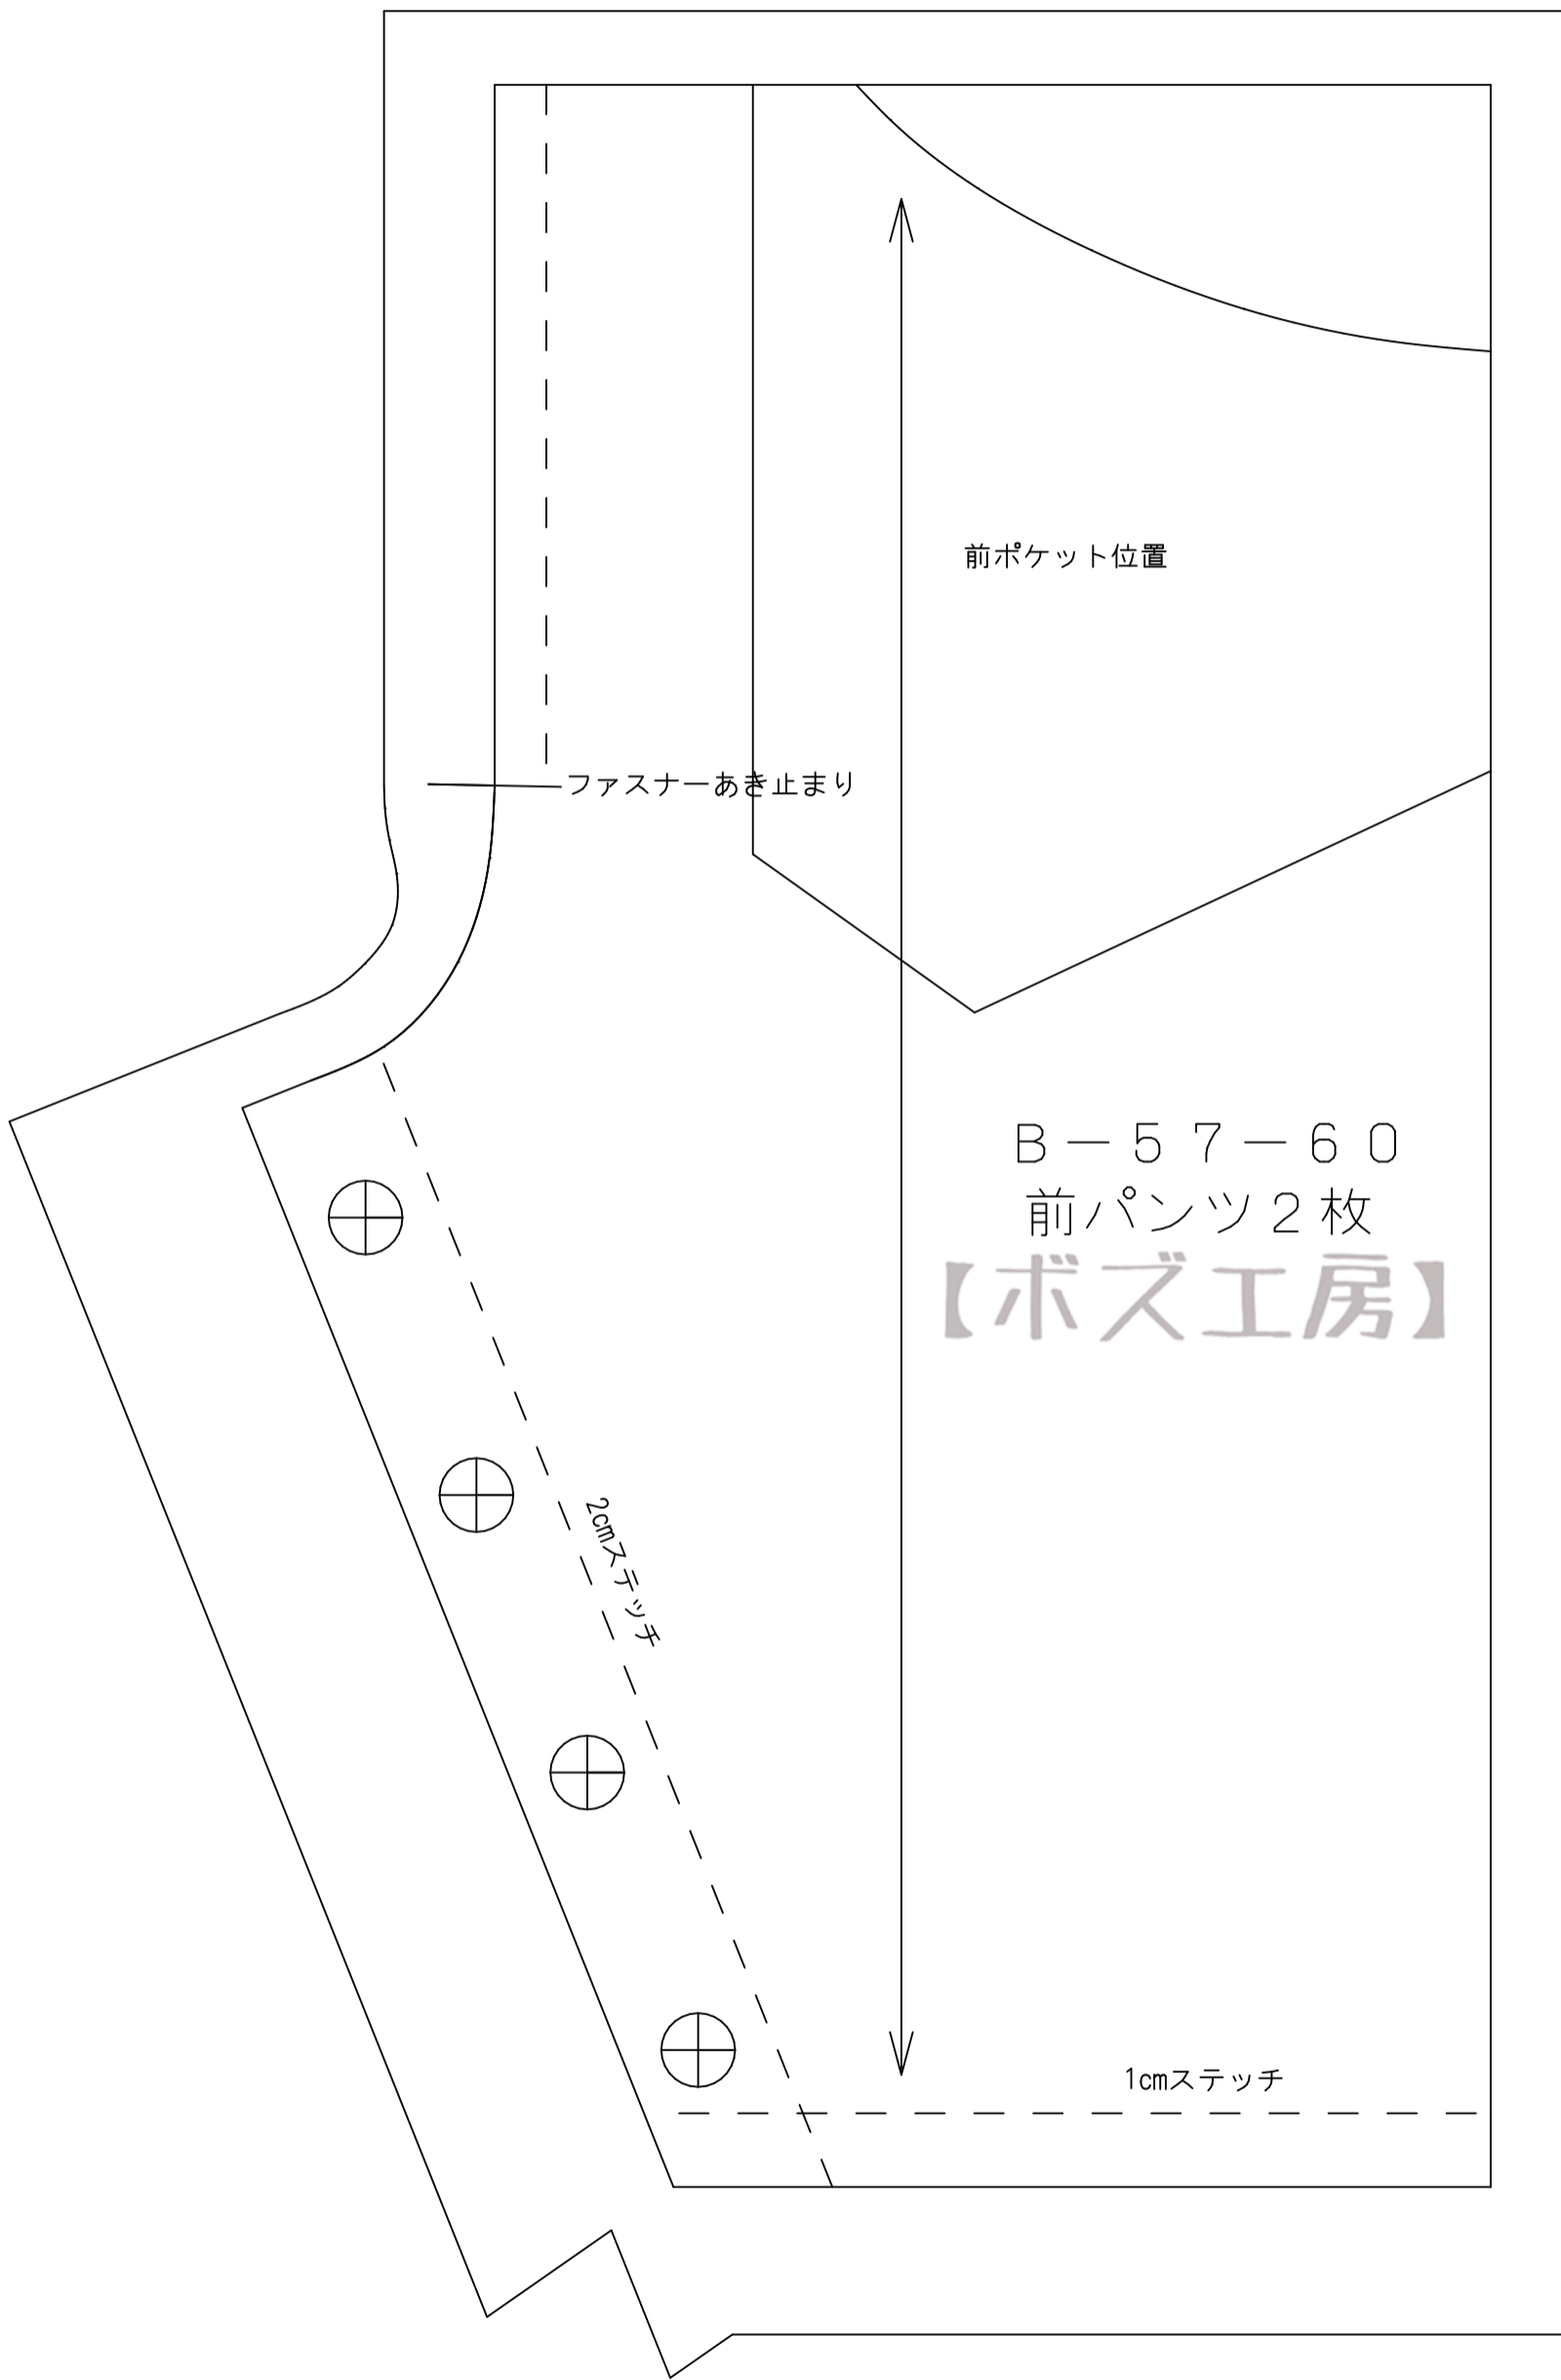 前ポケット位置
ファスナーあき止まり
B－57－60
前パンツ2枚
【ボズ工房】
2cmステッチ
1cmステッチ